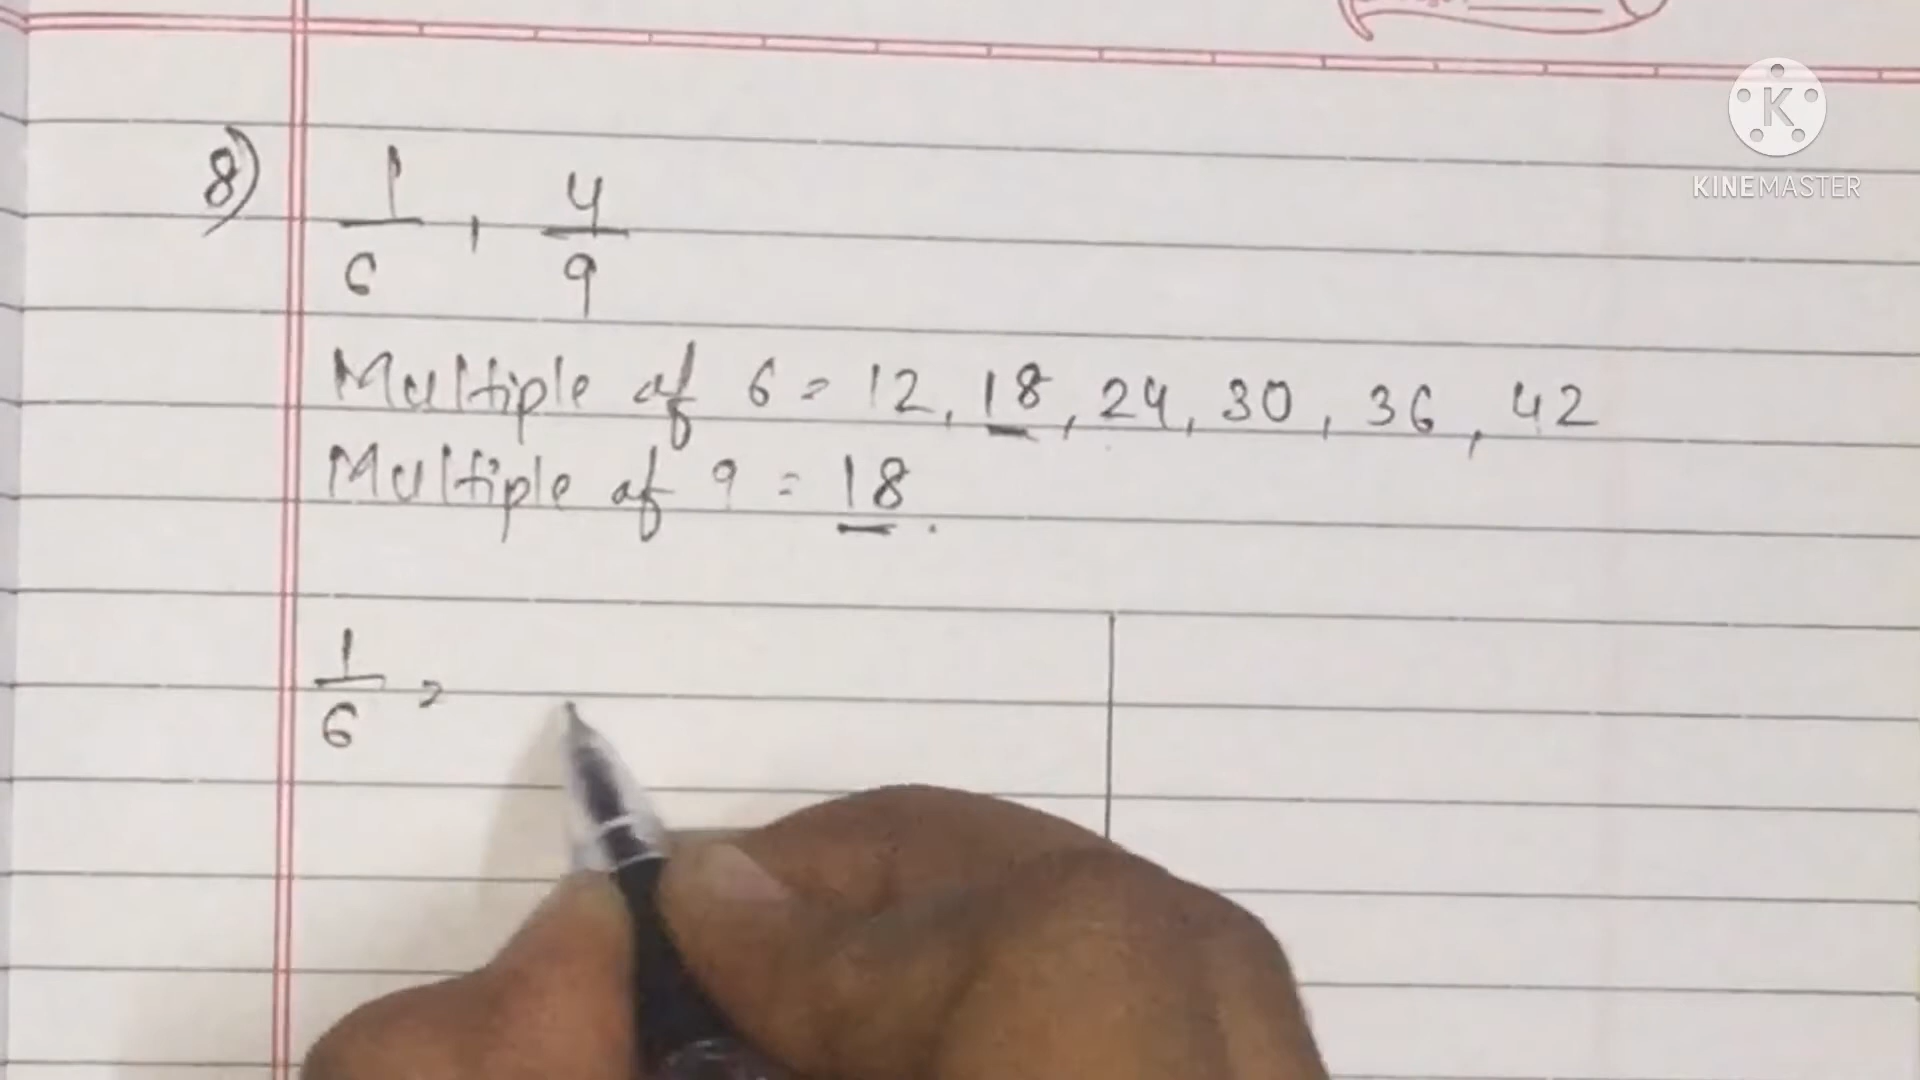 8) 1/6 , 4/9
Multiple of 6 = 12, 18, 24, 30, 36, 42
Multiple of 9 = 18.
1/6 =
KINEMASTER